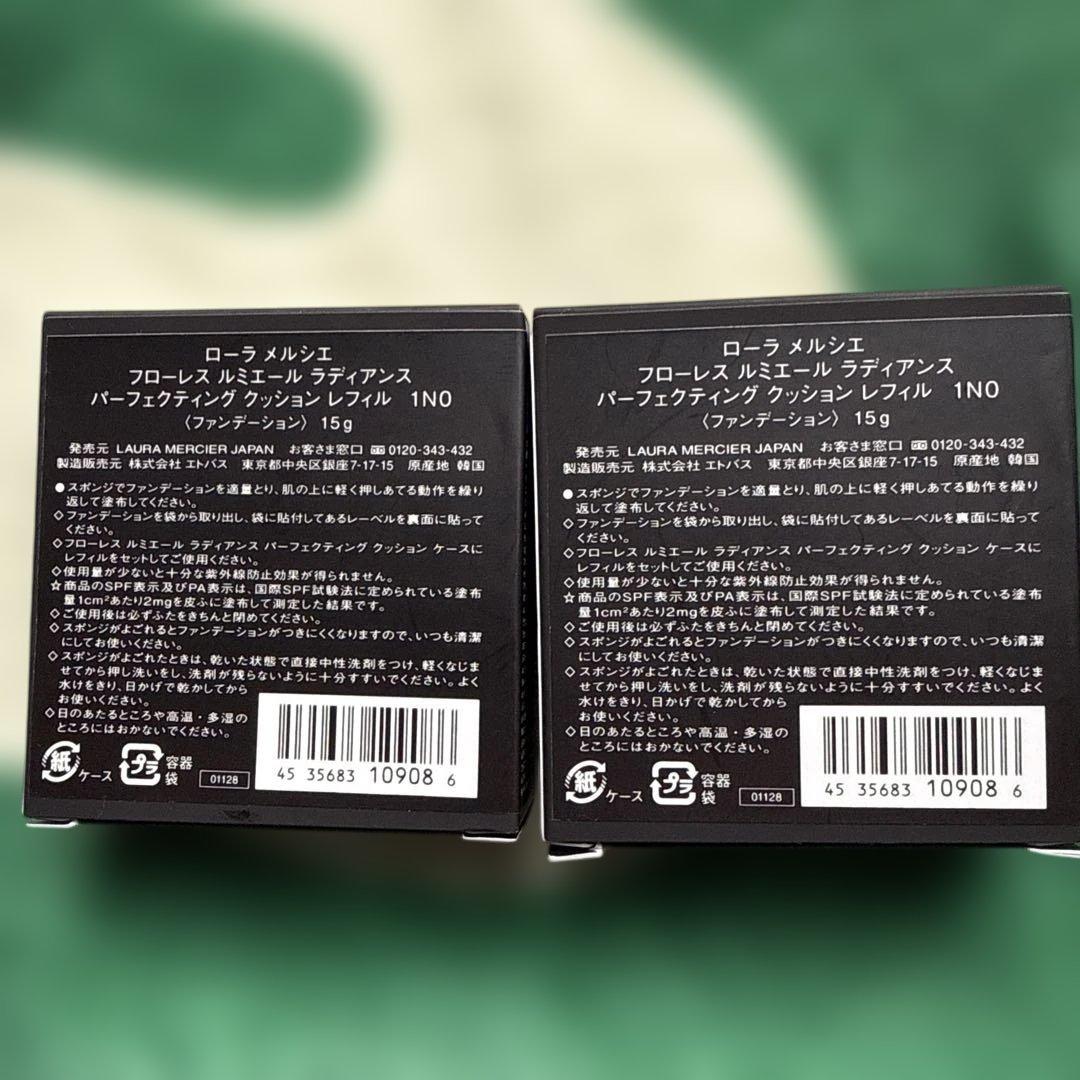 ローラ メルシエ
フローレス ルミエール ラディアンス
パーフェクティング クッション レフィル 1N0
〈ファンデーション〉 15g
発売元 LAURA MERCIER JAPAN お客さま窓口 0120-343-432
製造販売元 株式会社 エトバス 東京都中央区銀座7-17-15 原産地 韓国
●スポンジでファンデーションを適量とり、肌の上に軽く押しあてる動作を繰り
返して塗布してください。
◇ファンデーションを袋から取り出し、袋に貼付してあるレーベルを裏面に貼って
ください。
◇フローレス ルミエール ラディアンス パーフェクティング クッション ケースに
レフィルをセットしてご使用ください。
◇使用量が少ないと十分な紫外線防止効果が得られません。
☆商品のSPF表示及びPA表示は、国際SPF試験法に定められている塗布
量1cm²あたり2mgを皮ふに塗布して測定した結果です。
◇ご使用後は必ずふたをきちんと閉めてください。
◇スポンジがよごれるとファンデーションがつきにくくなりますので、いつも清潔
にしてお使いください。
◇スポンジがよごれたときは、乾いた状態で直接中性洗剤をつけ、軽くなじま
せてから押し洗いをし、洗剤が残らないように十分すすいでください。よく
水けをきり、日かげで乾かしてから
お使いください。
◇日のあたるところや高温・多湿の
ところにはおかないでください。
紙 ケース プラ 容器
袋
01128
45 35683 10908 6
ローラ メルシエ
フローレス ルミエール ラディアンス
パーフェクティング クッション レフィル 1N0
〈ファンデーション〉 15g
発売元 LAURA MERCIER JAPAN お客さま窓口 0120-343-432
製造販売元 株式会社 エトバス 東京都中央区銀座7-17-15 原産地 韓国
●スポンジでファンデーションを適量とり、肌の上に軽く押しあてる動作を繰り
返して塗布してください。
◇ファンデーションを袋から取り出し、袋に貼付してあるレーベルを裏面に貼って
ください。
◇フローレス ルミエール ラディアンス パーフェクティング クッション ケースに
レフィルをセットしてご使用ください。
◇使用量が少ないと十分な紫外線防止効果が得られません。
☆商品のSPF表示及びPA表示は、国際SPF試験法に定められている塗布
量1cm²あたり2mgを皮ふに塗布して測定した結果です。
◇ご使用後は必ずふたをきちんと閉めてください。
◇スポンジがよごれるとファンデーションがつきにくくなりますので、いつも清潔
にしてお使いください。
◇スポンジがよごれたときは、乾いた状態で直接中性洗剤をつけ、軽くなじま
せてから押し洗いをし、洗剤が残らないように十分すすいでください。よく
水けをきり、日かげで乾かしてから
お使いください。
◇日のあたるところや高温・多湿の
ところにはおかないでください。
紙 ケース プラ 容器
袋
01128
45 35683 10908 6